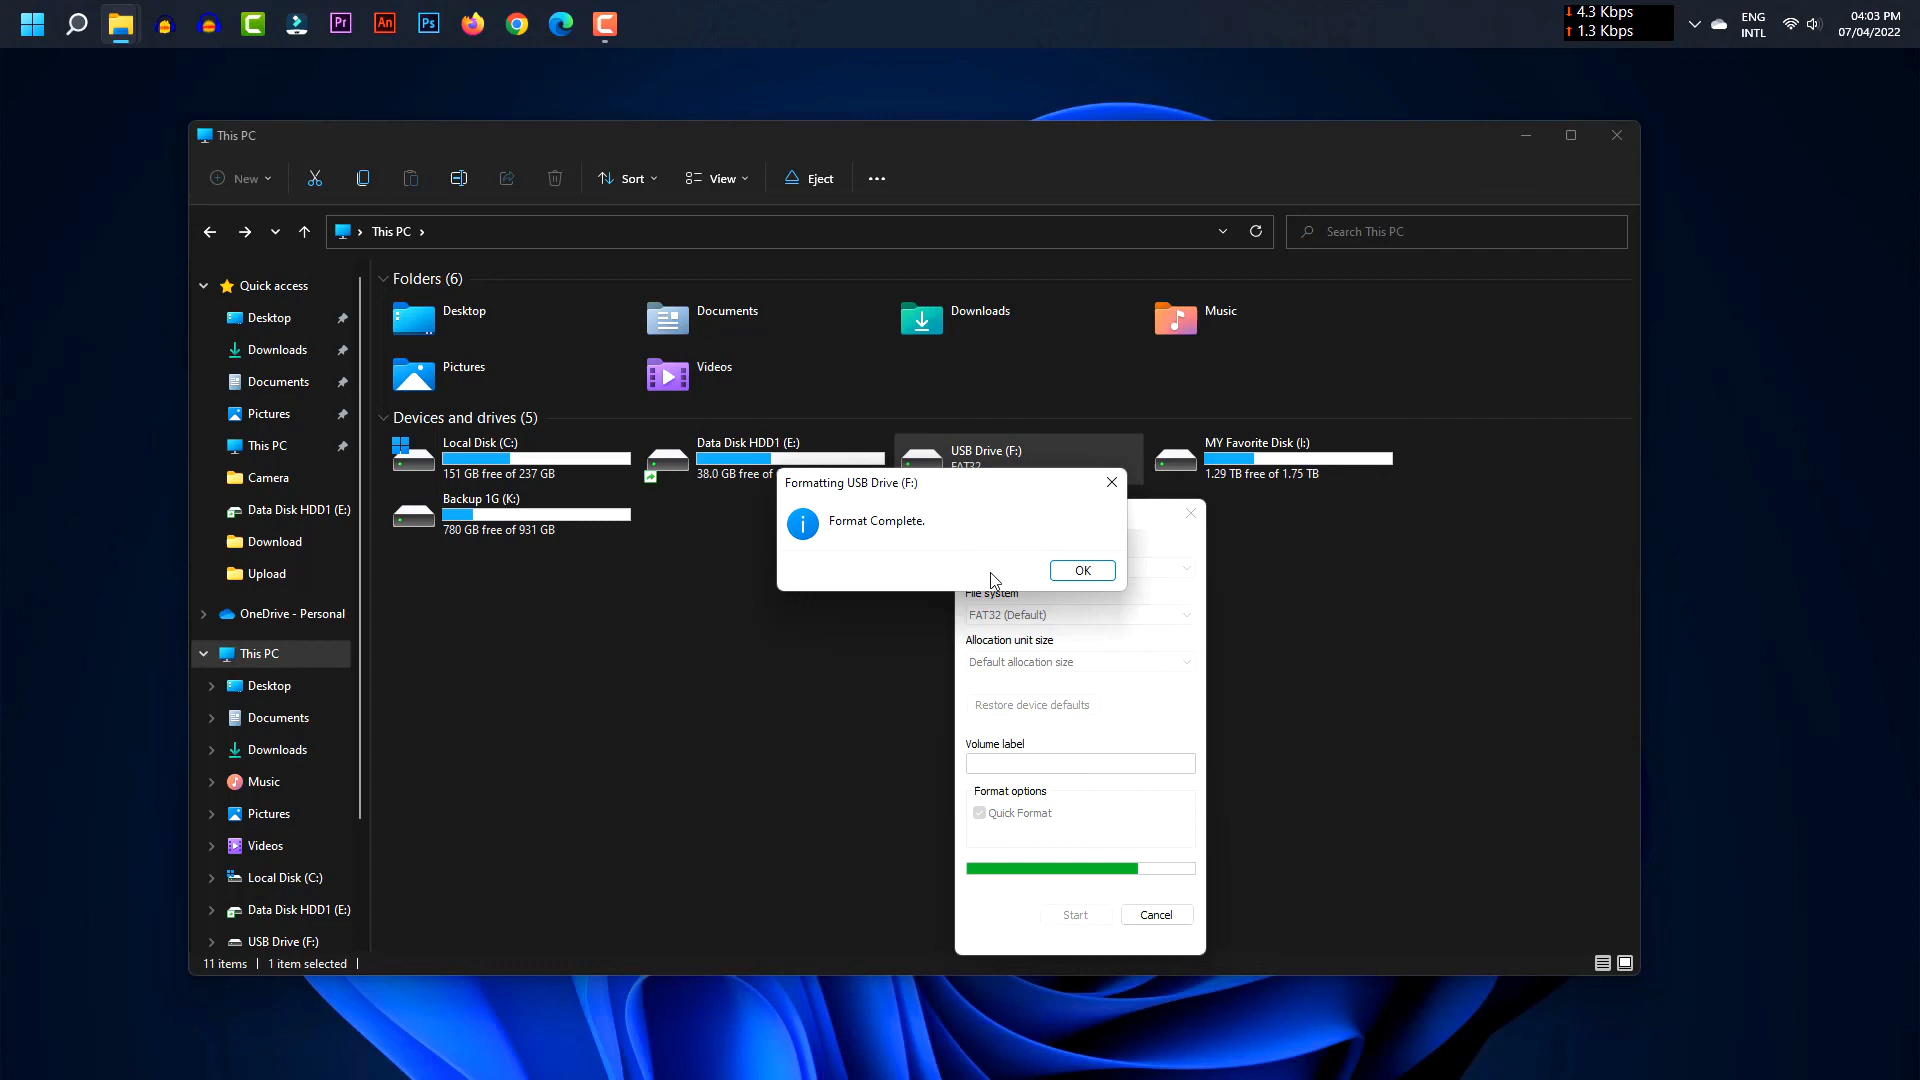 Pr
An
Ps
4.3 Kbps
1.3 Kbps
ENG
INTL
04:03 PM
07/04/2022
This PC
New
Sort
View
Eject
This PC
Search This PC
Quick access
Desktop
Downloads
Documents
Pictures
This PC
Camera
Data Disk HDD1 (E:)
Download
Upload
OneDrive - Personal
This PC
Desktop
Documents
Downloads
Music
Pictures
Videos
Local Disk (C:)
Data Disk HDD1 (E:)
USB Drive (F:)
Folders (6)
Desktop
Documents
Downloads
Music
Pictures
Videos
Devices and drives (5)
Local Disk (C:)
151 GB free of 237 GB
Data Disk HDD1 (E:)
38.0 GB free of
USB Drive (F:)
FAT32
MY Favorite Disk (I:)
1.29 TB free of 1.75 TB
Backup 1G (K:)
780 GB free of 931 GB
Formatting USB Drive (F:)
Format Complete.
OK
File system
FAT32 (Default)
Allocation unit size
Default allocation size
Restore device defaults
Volume label
Format options
Quick Format
Start
Cancel
11 items
1 item selected